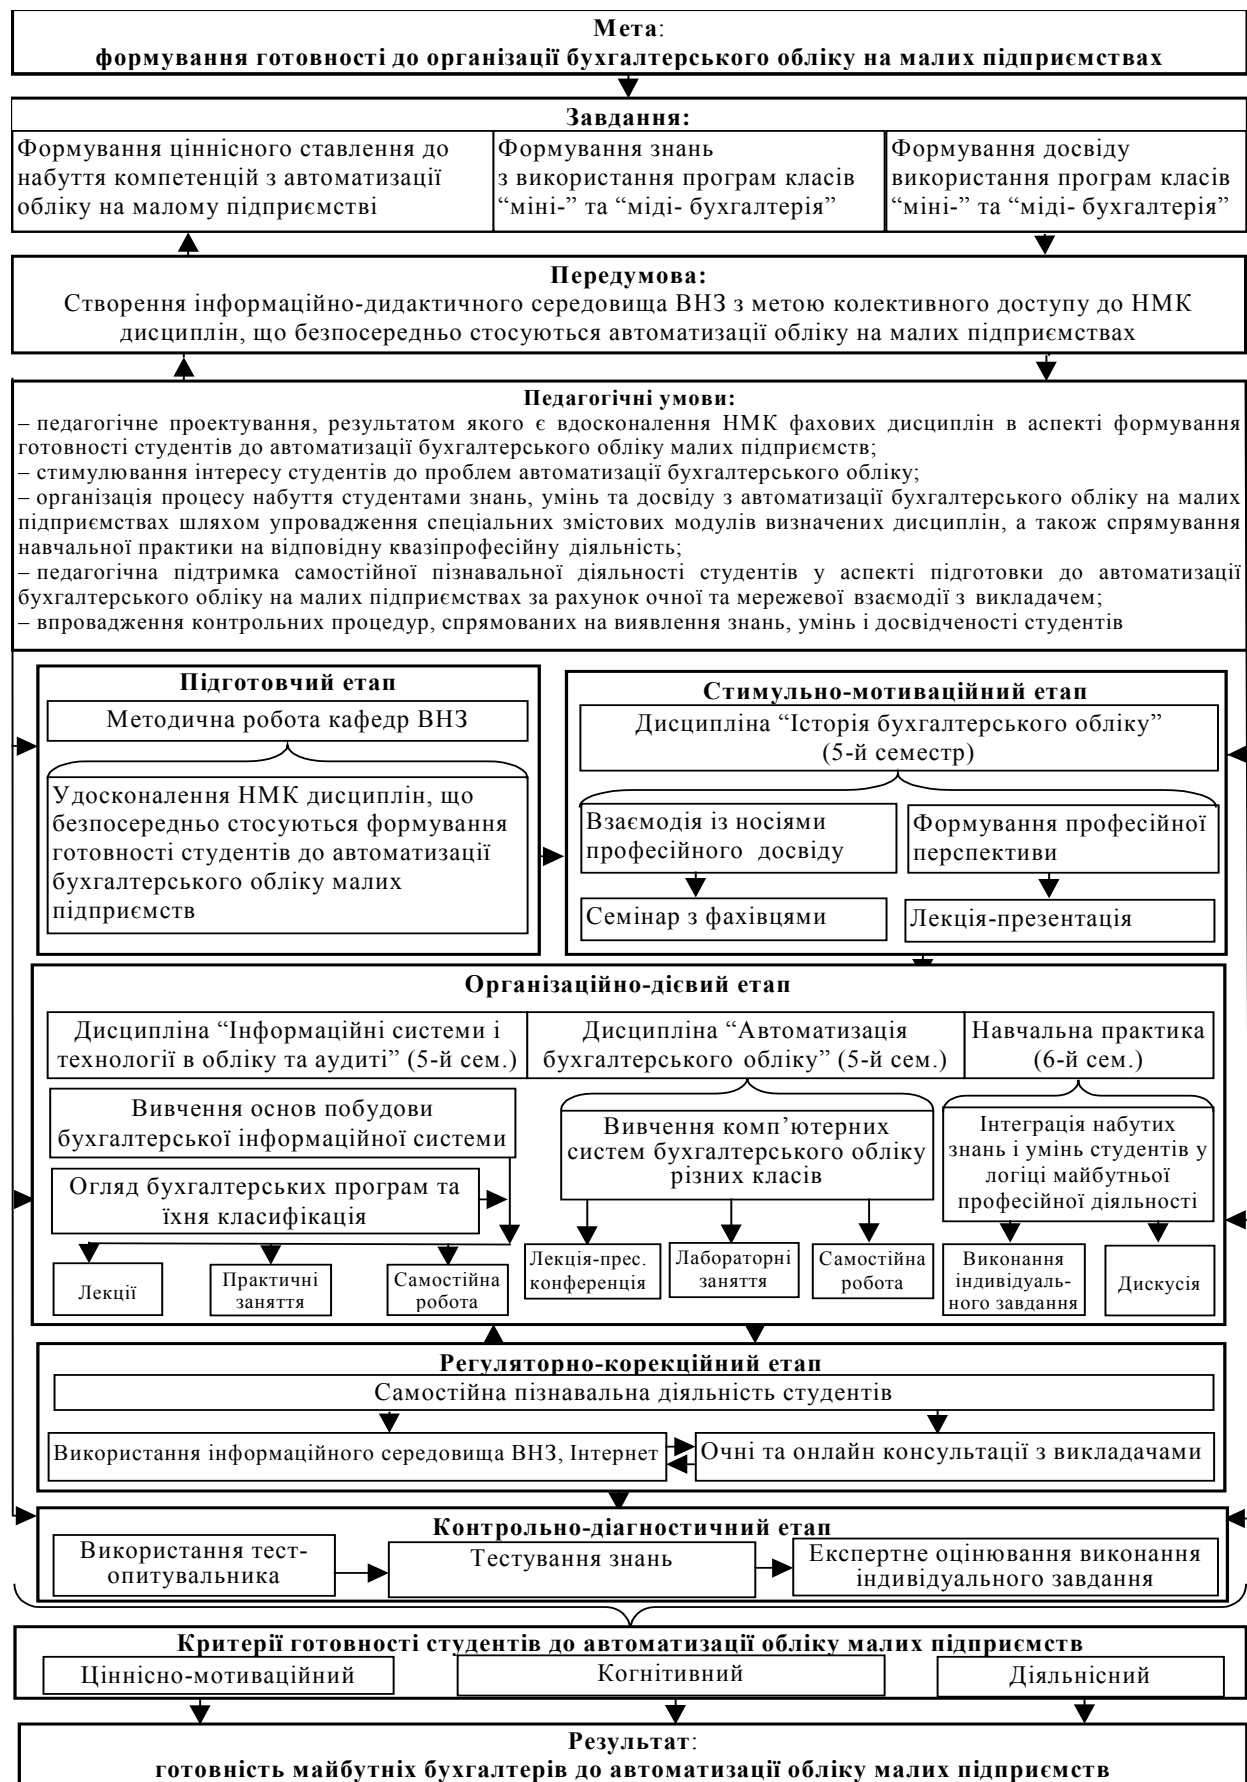 Мета:
формування готовності до організації бухгалтерського обліку на малих підприємствах
Завдання:
Формування ціннісного ставлення до
набуття компетенцій з автоматизації
обліку на малому підприємстві
Формування знань
з використання програм класів
“міні-” та “міді- бухгалтерія”
Формування досвіду
використання програм класів
“міні-” та “міді- бухгалтерія”
Передумова:
Створення інформаційно-дидактичного середовища ВНЗ з метою колективного доступу до НМК
дисциплін, що безпосередньо стосуються автоматизації обліку на малих підприємствах
Педагогічні умови:
– педагогічне проектування, результатом якого є вдосконалення НМК фахових дисциплін в аспекті формування
готовності студентів до автоматизації бухгалтерського обліку малих підприємств;
– стимулювання інтересу студентів до проблем автоматизації бухгалтерського обліку;
– організація процесу набуття студентами знань, умінь та досвіду з автоматизації бухгалтерського обліку на малих
підприємствах шляхом упровадження спеціальних змістових модулів визначених дисциплін, а також спрямування
навчальної практики на відповідну квазіпрофесійну діяльність;
– педагогічна підтримка самостійної пізнавальної діяльності студентів у аспекті підготовки до автоматизації
бухгалтерського обліку на малих підприємствах за рахунок очної та мережевої взаємодії з викладачем;
– впровадження контрольних процедур, спрямованих на виявлення знань, умінь і досвідченості студентів
Підготовчий етап
Методична робота кафедр ВНЗ
Удосконалення НМК дисциплін, що
безпосередньо стосуються формування
готовності студентів до автоматизації
бухгалтерського обліку малих
підприємств
Стимульно-мотиваційний етап
Дисципліна “Історія бухгалтерського обліку”
(5-й семестр)
Взаємодія із носіями
професійного досвіду
Формування професійної
перспективи
Семінар з фахівцями
Лекція-презентація
Організаційно-дієвий етап
Дисципліна “Інформаційні системи і
технології в обліку та аудиті” (5-й сем.)
Дисципліна “Автоматизація
бухгалтерського обліку” (5-й сем.)
Навчальна практика
(6-й сем.)
Вивчення основ побудови
бухгалтерської інформаційної системи
Огляд бухгалтерських програм та
їхня класифікація
Вивчення комп’ютерних
систем бухгалтерського обліку
різних класів
Інтеграція набутих
знань і умінь студентів у
логіці майбутньої
професійної діяльності
Лекції
Практичні
заняття
Самостійна
робота
Лекція-прес.
конференція
Лабораторні
заняття
Самостійна
робота
Виконання
індивідуаль-
ного завдання
Дискусія
Регуляторно-корекційний етап
Самостійна пізнавальна діяльність студентів
Використання інформаційного середовища ВНЗ, Інтернет
Очні та онлайн консультації з викладачами
Контрольно-діагностичний етап
Використання тест-
опитувальника
Тестування знань
Експертне оцінювання виконання
індивідуального завдання
Критерії готовності студентів до автоматизації обліку малих підприємств
Ціннісно-мотиваційний
Когнітивний
Діяльнісний
Результат:
готовність майбутніх бухгалтерів до автоматизації обліку малих підприємств